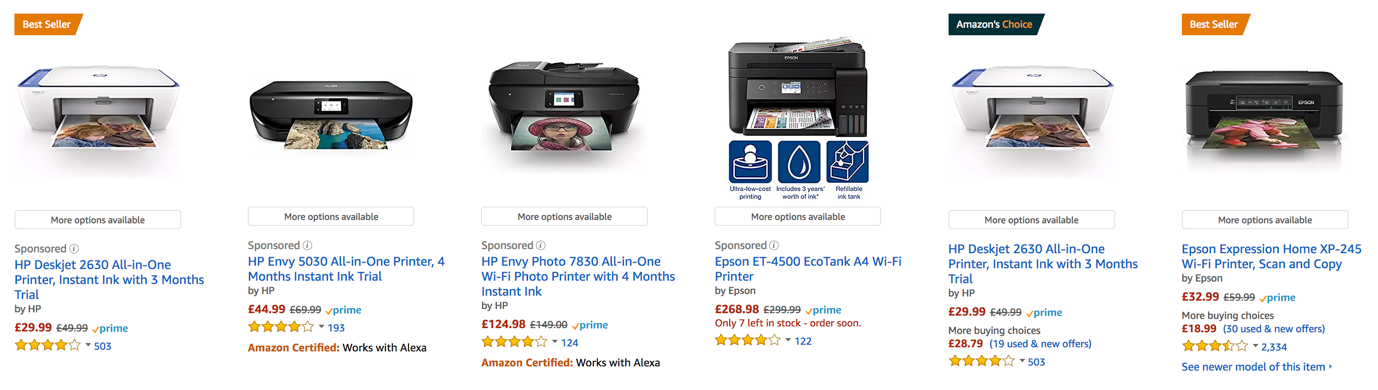 Best Seller
More options available
Sponsored
HP Deskjet 2630 All-in-One
Printer, Instant Ink with 3 Months
Trial
by HP
£29.99 £49.99 prime
503
More options available
Sponsored
HP Envy 5030 All-in-One Printer, 4
Months Instant Ink Trial
by HP
£44.99 £69.99 prime
193
Amazon Certified: Works with Alexa
More options available
Sponsored
HP Envy Photo 7830 All-in-One
Wi-Fi Photo Printer with 4 Months
Instant Ink
by HP
£124.98 £149.00 prime
124
Amazon Certified: Works with Alexa
EPSON
Ultra-low-cost
printing
Includes 3 years'
worth of ink*
Refillable
ink tank
More options available
Sponsored
Epson ET-4500 EcoTank A4 Wi-Fi
Printer
by Epson
£268.98 £299.99 prime
Only 7 left in stock - order soon.
122
Amazon's Choice
More options available
HP Deskjet 2630 All-in-One
Printer, Instant Ink with 3 Months
Trial
by HP
£29.99 £49.99 prime
More buying choices
£28.79 (19 used & new offers)
503
Best Seller
EPSON
More options available
Epson Expression Home XP-245
Wi-Fi Printer, Scan and Copy
by Epson
£32.99 £59.99 prime
More buying choices
£18.99 (30 used & new offers)
2,334
See newer model of this item